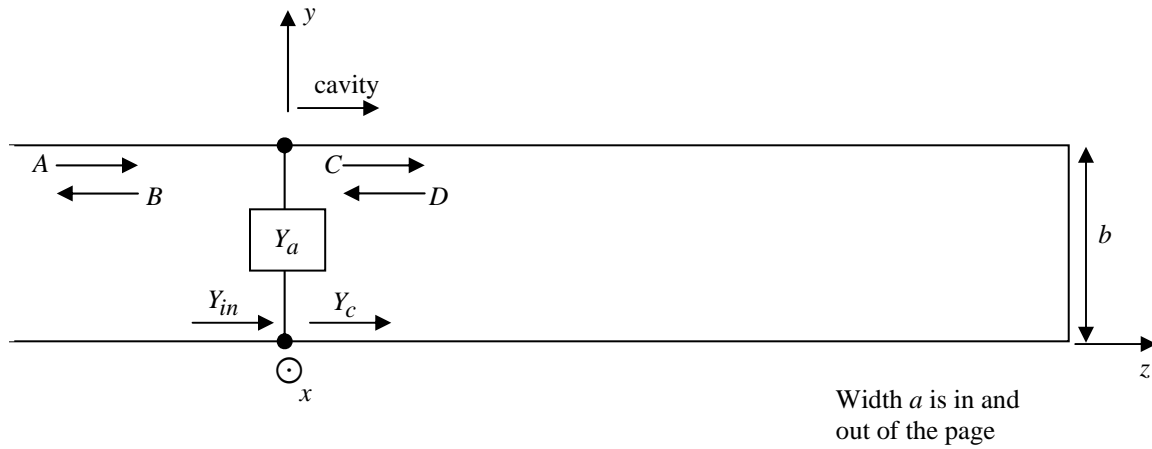 y
cavity
A
C
B
D
Y_a
b
Y_in
Y_c
x
z
Width a is in and
out of the page